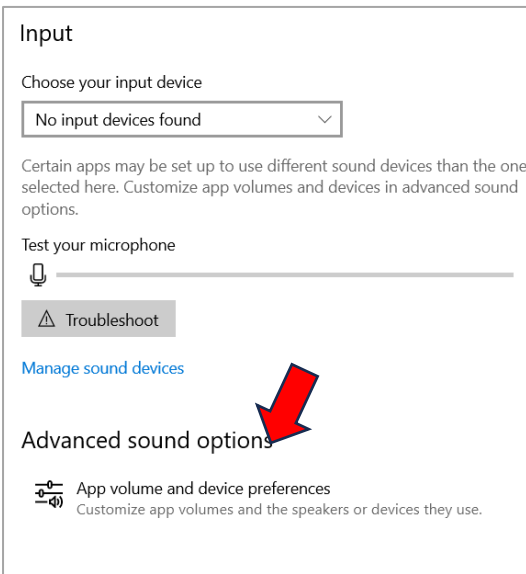 Input
Choose your input device
No input devices found
Certain apps may be set up to use different sound devices than the one
selected here. Customize app volumes and devices in advanced sound
options.
Test your microphone
Troubleshoot
Manage sound devices
Advanced sound options
App volume and device preferences
Customize app volumes and the speakers or devices they use.